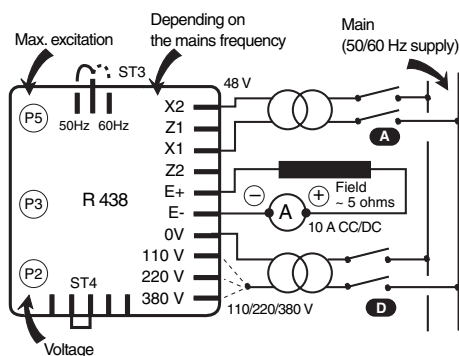 Max. excitation
Depending on
the mains frequency
Main
(50/60 Hz supply)
ST3
48 V
P5
50Hz
60Hz
X2
Z1
X1
Z2
E+
E-
0V
110 V
220 V
380 V
A
P3
R 438
Field
~ 5 ohms
−
+
A
10 A CC/DC
P2
ST4
110/220/380 V
D
Voltage